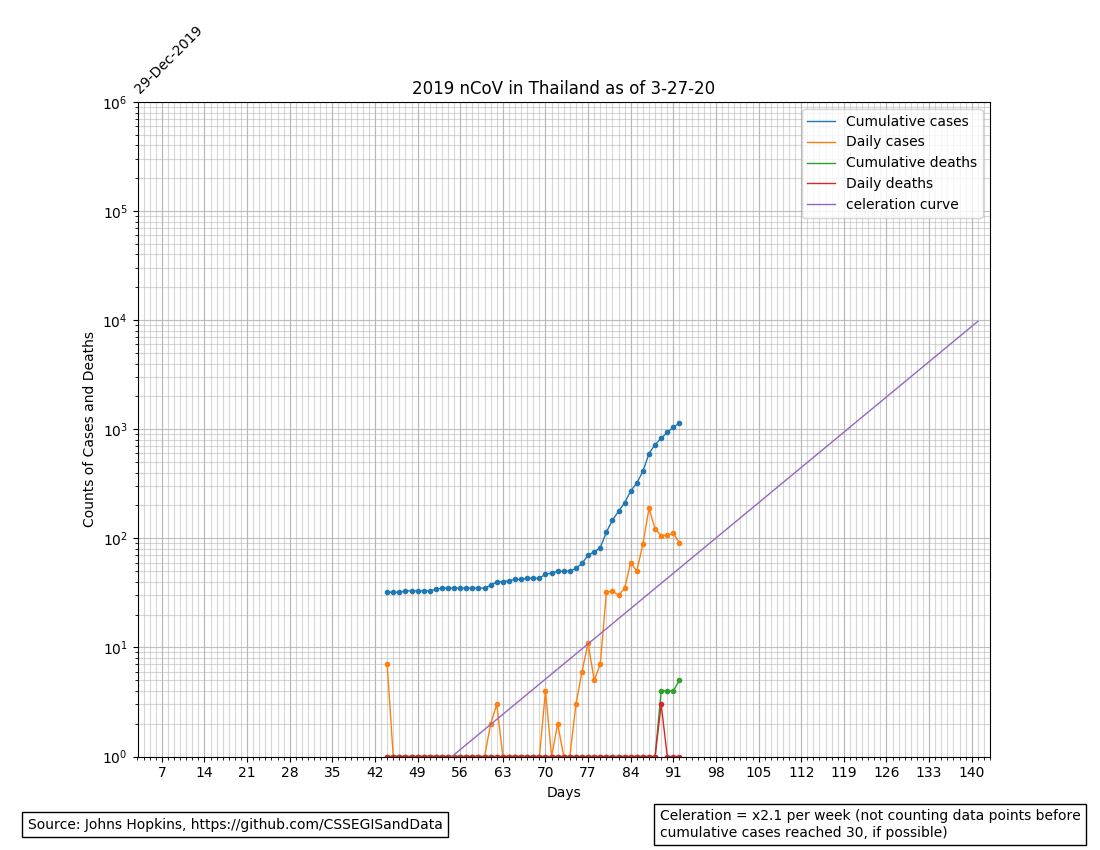 29-Dec-2019
2019 nCoV in Thailand as of 3-27-20
Cumulative cases
Daily cases
Cumulative deaths
Daily deaths
celeration curve
Counts of Cases and Deaths
10^6
10^5
10^4
10^3
10^2
10^1
10^0
7 14 21 28 35 42 49 56 63 70 77 84 91 98 105 112 119 126 133 140
Days
Source: Johns Hopkins, https://github.com/CSSEGISandData
Celeration = x2.1 per week (not counting data points before
cumulative cases reached 30, if possible)